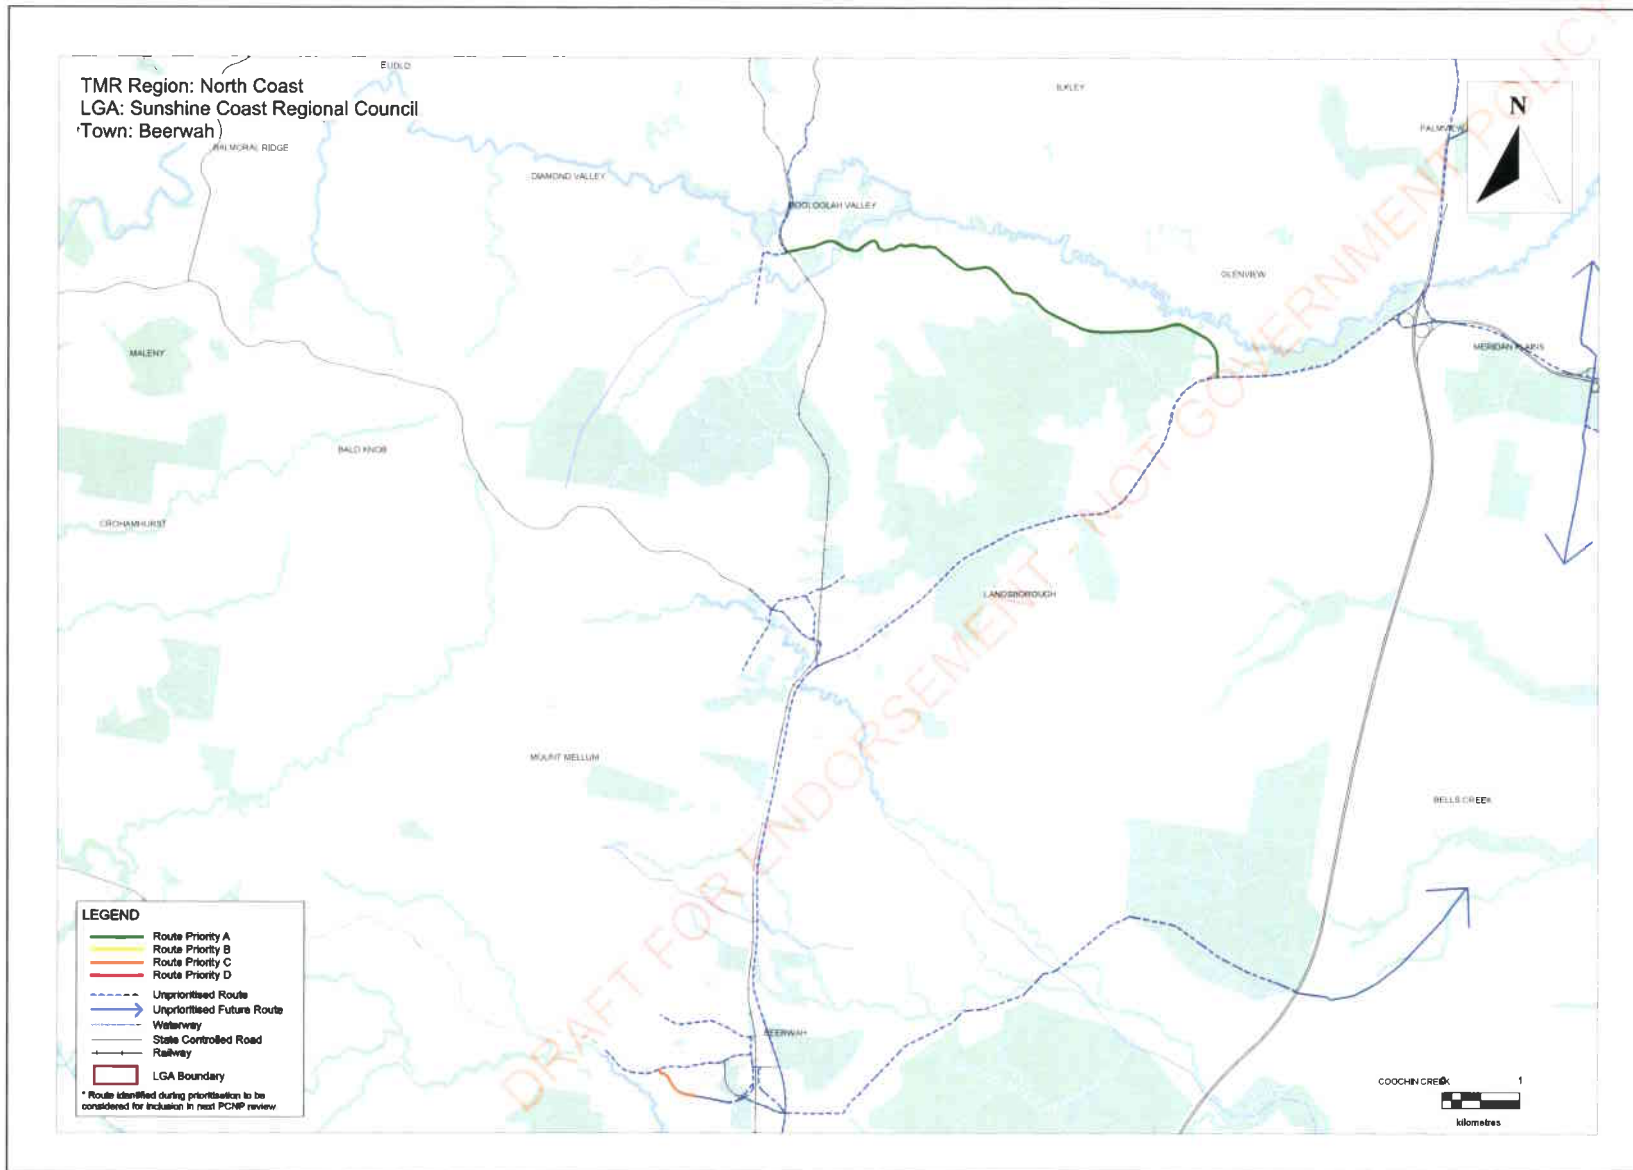 TMR Region: North Coast
LGA: Sunshine Coast Regional Council
Town: Beerwah)
EUDLO
ILKLEY
N
PALMVIEW
BALMORAL RIDGE
DIAMOND VALLEY
MOOLOOLAH VALLEY
GLENVIEW
MERIDAN PLAINS
MALENY
BALD KNOB
CROHAMHURST
LANDSBOROUGH
MOUNT MELLUM
BELLS CREEK
BEERWAH
COOCHIN CREEK
DRAFT FOR ENDORSEMENT - NOT GOVERNMENT POLICY
LEGEND
Route Priority A
Route Priority B
Route Priority C
Route Priority D
Unprioritised Route
Unprioritised Future Route
Waterway
State Controlled Road
Railway
LGA Boundary
* Route identified during prioritisation to be
considered for inclusion in next PCNP review
0 1
kilometres